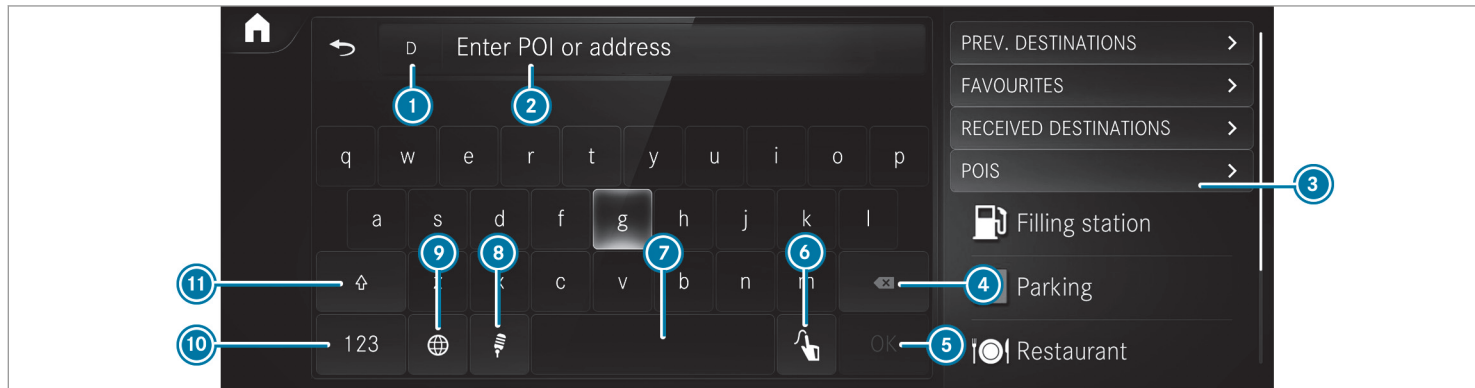 D Enter POI or address
1
2
q w e r t y u i o p
a s d f g h j k l
9
8
7
6
11
c v b n m
4
10
123
OK
5
PREV. DESTINATIONS
FAVOURITES
RECEIVED DESTINATIONS
POIS
3
Filling station
Parking
Restaurant